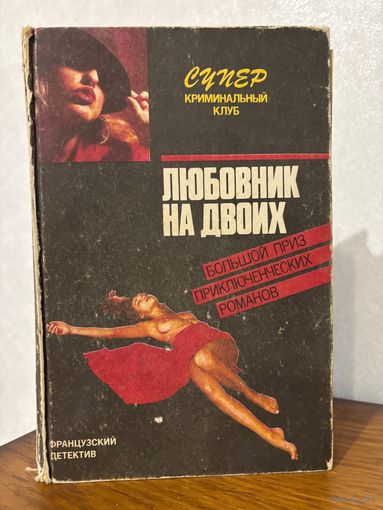 СУПЕР
КРИМИНАЛЬНЫЙ
КЛУБ
ЛЮБОВНИК
НА ДВОИХ
БОЛЬШОЙ ПРИЗ
ПРИКЛЮЧЕНЧЕСКИХ
РОМАНОВ
ФРАНЦУЗСКИЙ
ДЕТЕКТИВ